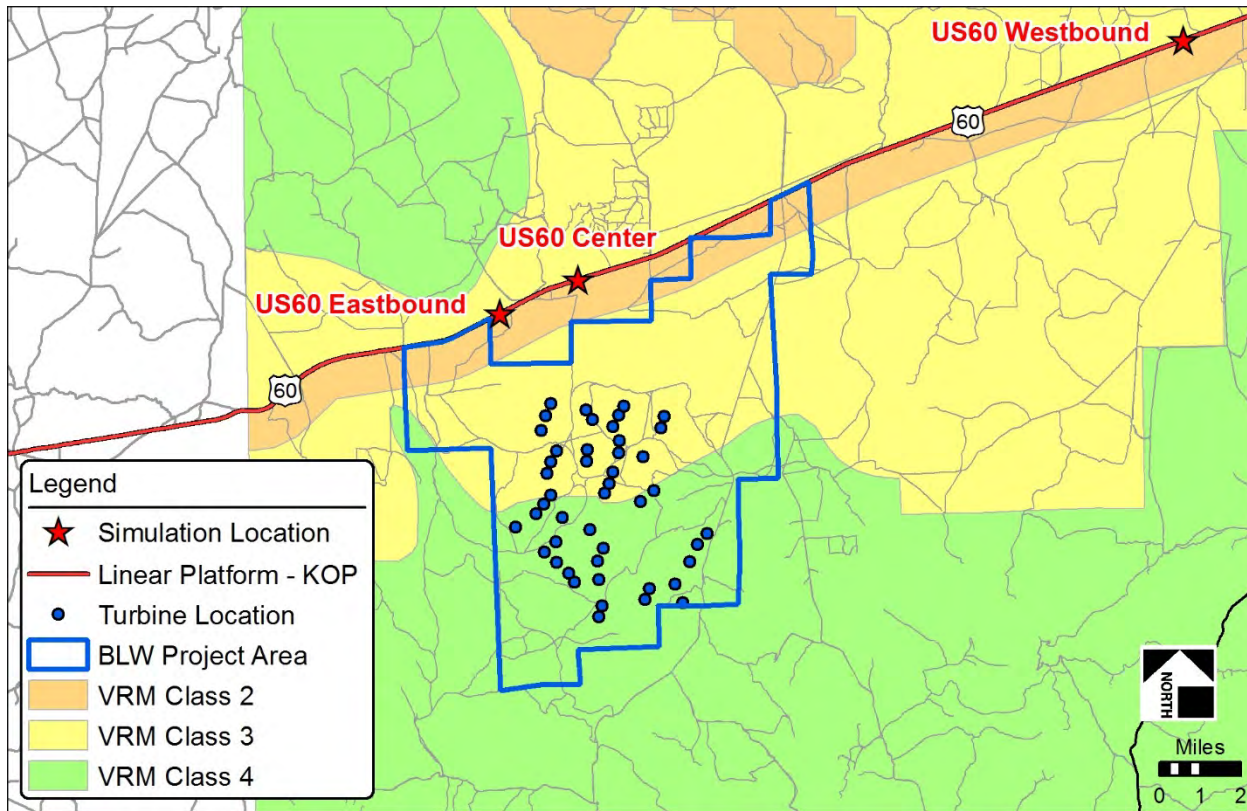 US60 Westbound
60
US60 Center
US60 Eastbound
60
Legend
Simulation Location
Linear Platform - KOP
Turbine Location
BLW Project Area
VRM Class 2
VRM Class 3
VRM Class 4
NORTH
Miles
0 1 2